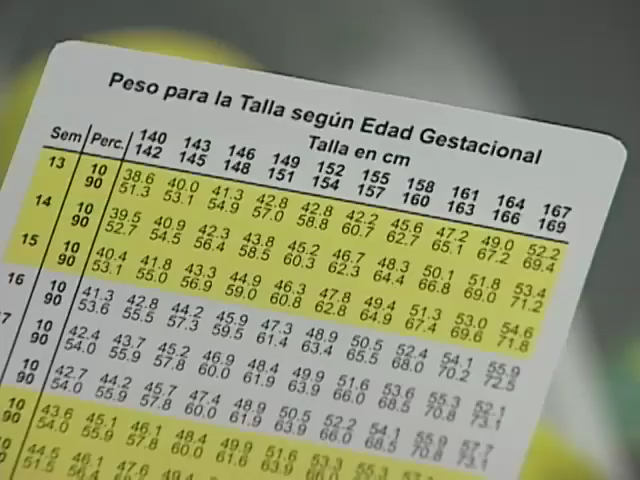 Peso para la Talla según Edad Gestacional
Talla en cm
Sem Perc. 140 143 146 149 152 155 158 161 164 167
142 145 148 151 154 157 160 163 166 169
13 10 38.6 40.0 41.3 42.8 42.8 42.2 45.6 47.2 49.0 52.2
90 51.3 53.1 54.9 57.0 58.8 60.7 62.7 65.1 67.2 69.4
14 10 39.5 40.9 42.3 43.8 45.2 46.7 48.3 50.1 51.8 53.4
90 52.7 54.5 56.4 58.5 60.3 62.3 64.4 66.8 69.0 71.2
15 10 40.4 41.8 43.3 44.9 46.3 47.8 49.4 51.3 53.0 54.6
90 53.1 55.0 56.9 59.0 60.8 62.8 64.9 67.4 69.6 71.8
16 10 41.3 42.8 44.2 45.9 47.3 48.9 50.5 52.4 54.1 55.9
90 53.6 55.5 57.3 59.5 61.4 63.4 65.5 68.0 70.2 72.5
10 42.4 43.7 45.2 46.9 48.4 49.9 51.6 53.6 55.3 52.1
90 54.0 55.9 57.8 60.0 61.9 63.9 66.0 68.5 70.8 73.1
10 42.7 44.2 45.7 47.4 48.9 50.5 52.2 54.1 55.9 57.7
90 54.0 55.9 57.8 60.0 61.9 63.9 66.0 68.5 70.8 73.1
10 43.6 45.1 46.1 48.4 49.9 51.6 53.3 55.3
90 54.0 55.9 57.8 60.0 61.6 63.9
10 44.5 46.1 47.6
90 51.5